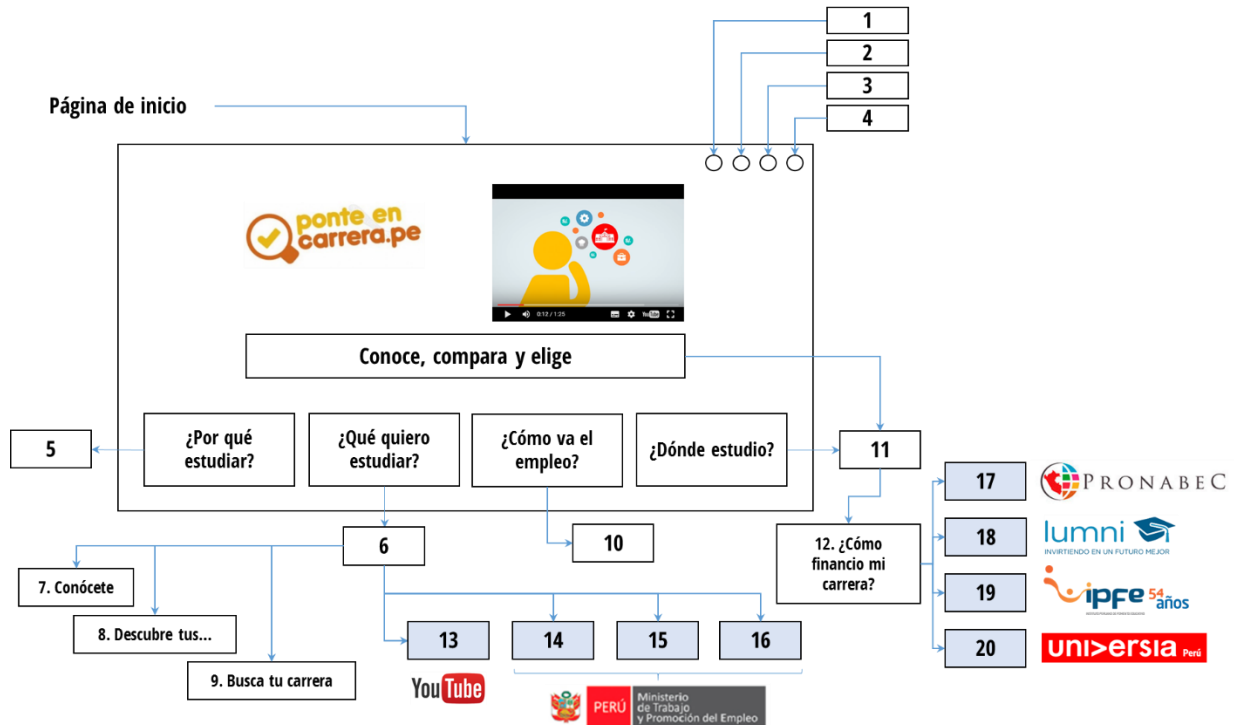 1
2
3
4
Página de inicio
ponte en
carrera.pe
0:12 / 1:25
YouTube
Conoce, compara y elige
5
¿Por qué
estudiar?
¿Qué quiero
estudiar?
¿Cómo va el
empleo?
¿Dónde estudio?
11
17
PRONABEC
6
10
12. ¿Cómo
financio mi
carrera?
18
lumni
INVIRTIENDO EN UN FUTURO MEJOR
7. Conócete
19
ipfe 54 años
8. Descubre tus...
9. Busca tu carrera
13
14
15
16
20
UNI>ERSIA Perú
YouTube
PERÚ
Ministerio
de Trabajo
y Promoción del Empleo